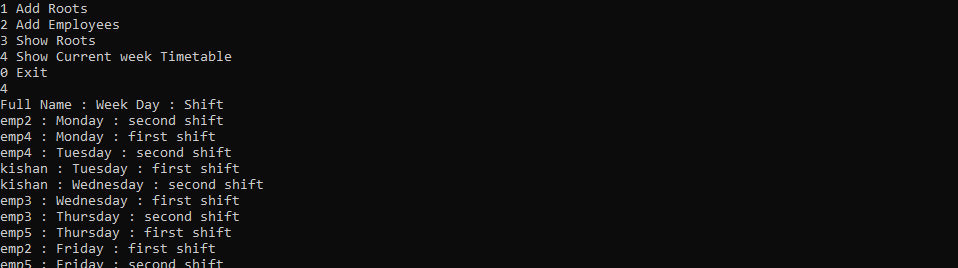 1 Add Roots
2 Add Employees
3 Show Roots
4 Show Current week Timetable
0 Exit
4
Full Name : Week Day : Shift
emp2 : Monday : second shift
emp4 : Monday : first shift
emp4 : Tuesday : second shift
kishan : Tuesday : first shift
kishan : Wednesday : second shift
emp3 : Wednesday : first shift
emp3 : Thursday : second shift
emp5 : Thursday : first shift
emp2 : Friday : first shift
emp5 : Friday : second shift